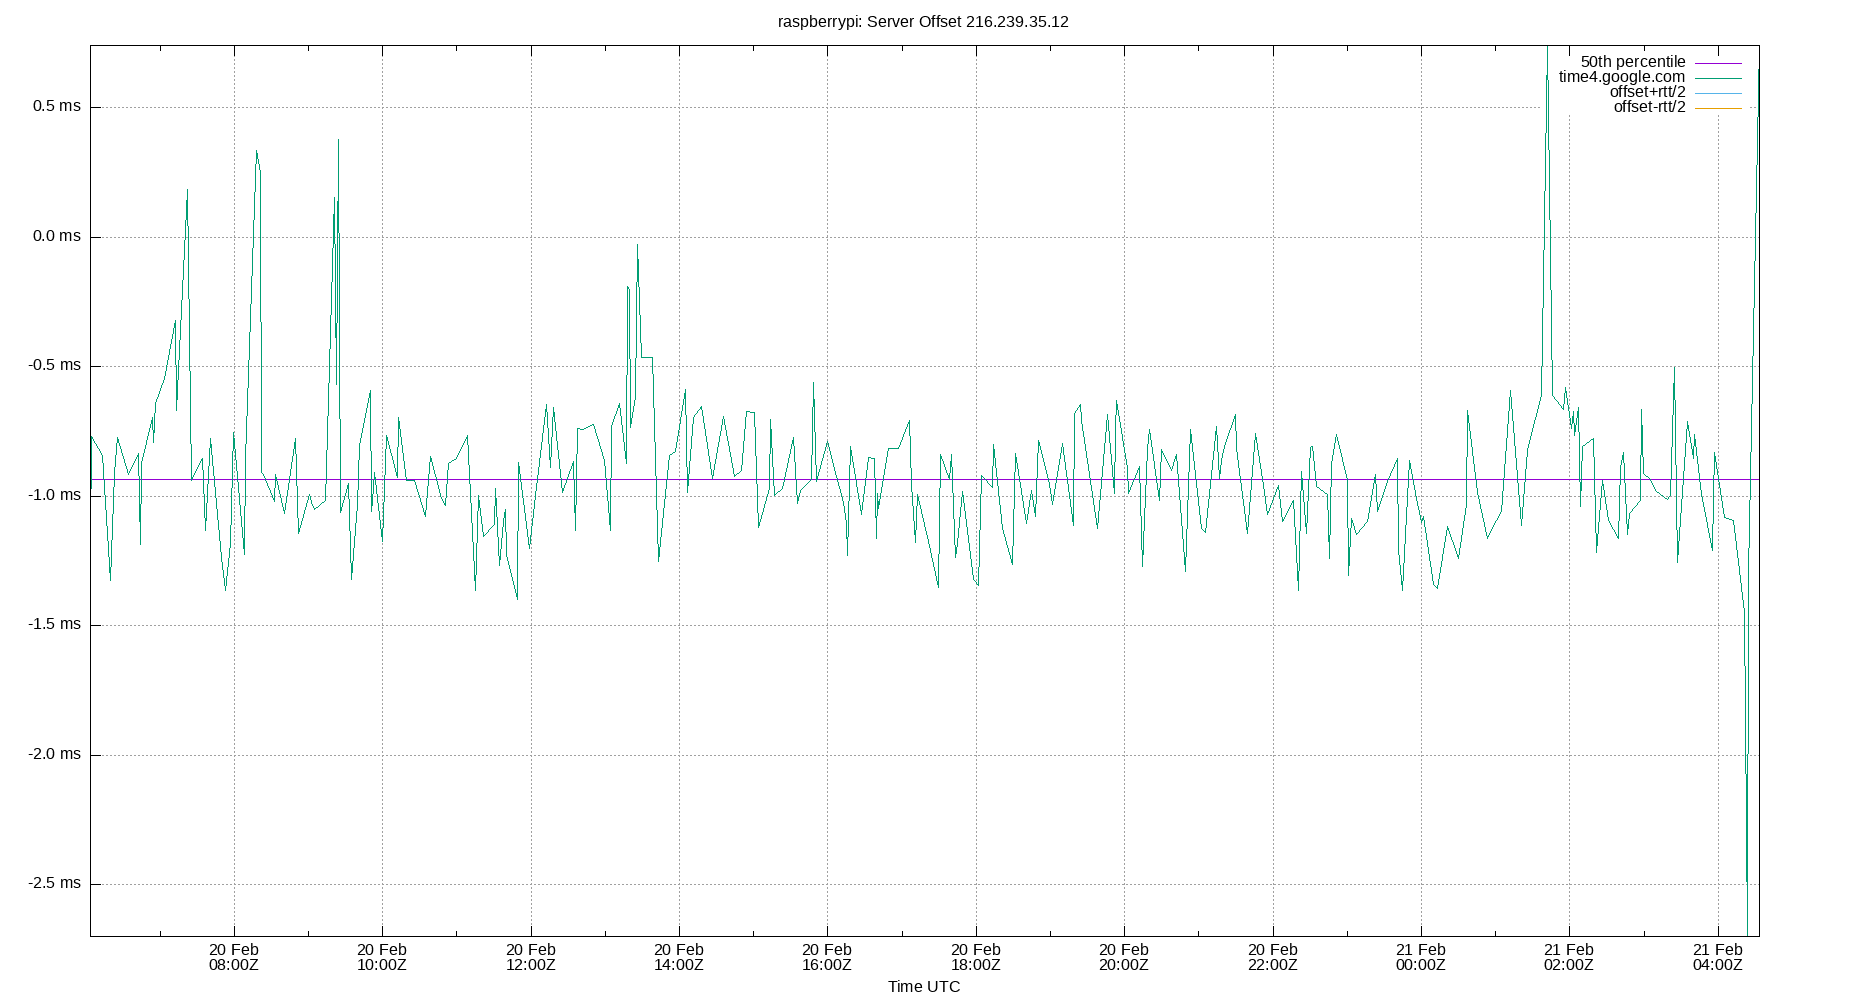 raspberrypi: Server Offset 216.239.35.12
50th percentile
time4.google.com
offset+rtt/2
offset-rtt/2
0.5 ms
0.0 ms
-0.5 ms
-1.0 ms
-1.5 ms
-2.0 ms
-2.5 ms
20 Feb 20 Feb 20 Feb 20 Feb 20 Feb 20 Feb 20 Feb 20 Feb 21 Feb 21 Feb 21 Feb
08:00Z 10:00Z 12:00Z 14:00Z 16:00Z 18:00Z 20:00Z 22:00Z 00:00Z 02:00Z 04:00Z
Time UTC